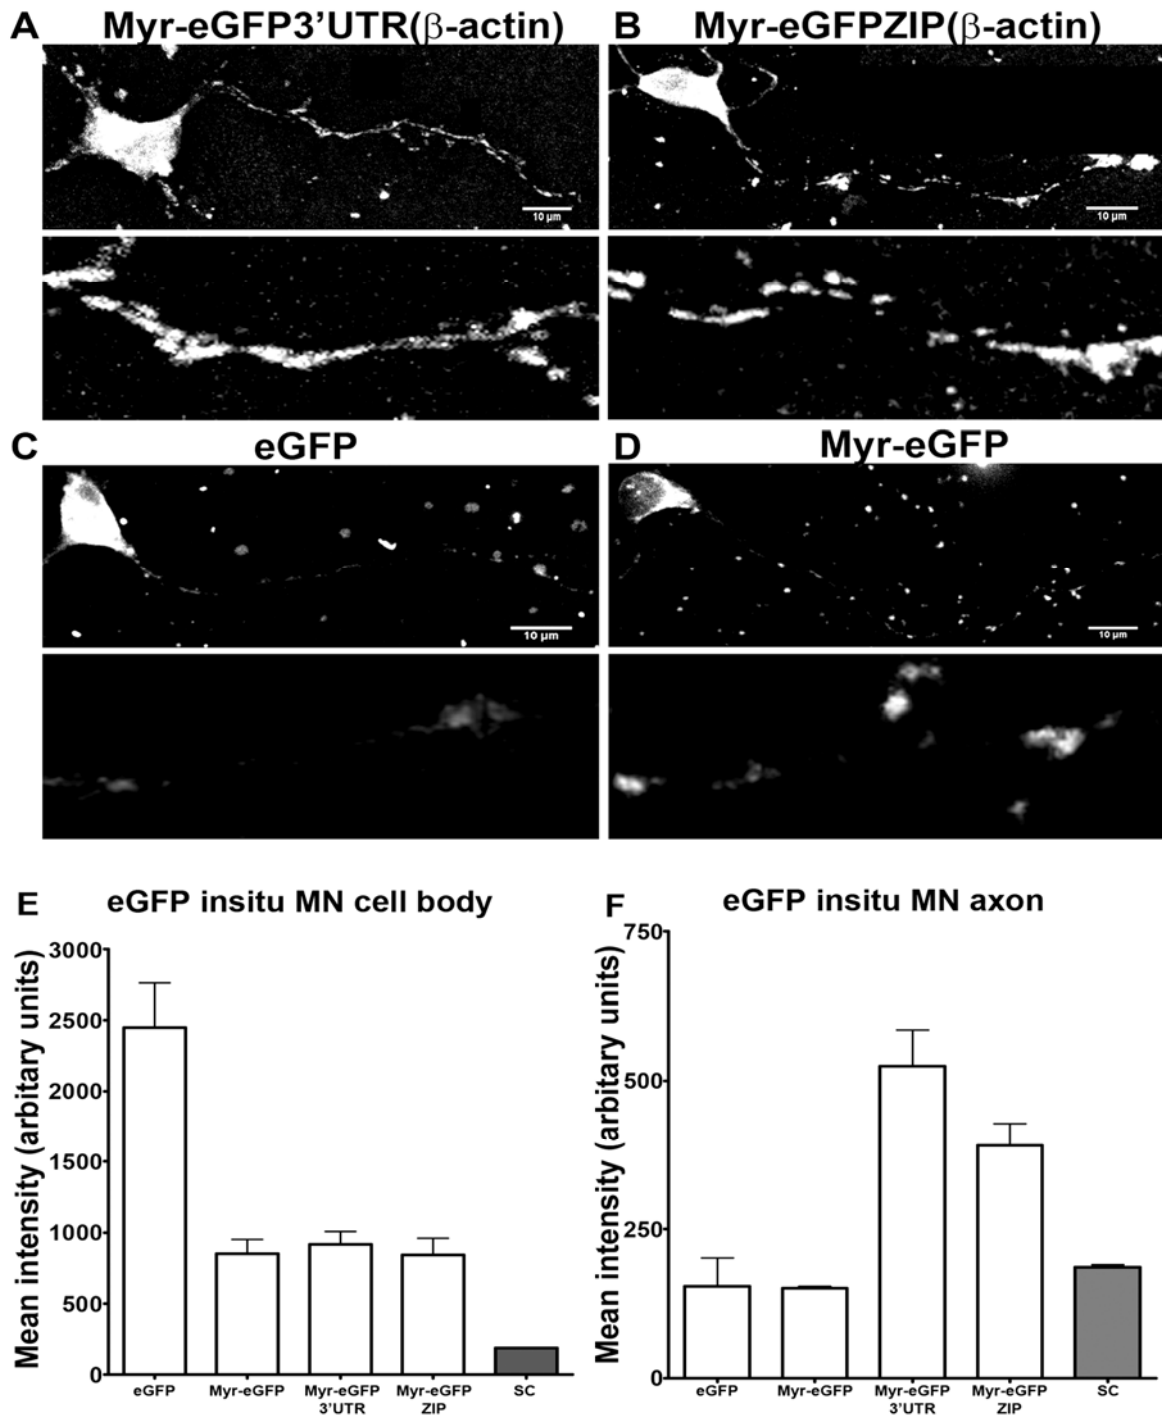 A Myr-eGFP3'UTR(β-actin)
B Myr-eGFPZIP(β-actin)
10 µm
10 µm
C eGFP
D Myr-eGFP
10 µm
10 µm
E eGFP insitu MN cell body
Mean intensity (arbitary units)
3000
2500
2000
1500
1000
500
0
eGFP
Myr-eGFP
Myr-eGFP
3'UTR
Myr-eGFP
ZIP
SC
F eGFP insitu MN axon
Mean intensity (arbitary units)
750
500
250
0
eGFP
Myr-eGFP
Myr-eGFP
3'UTR
Myr-eGFP
ZIP
SC